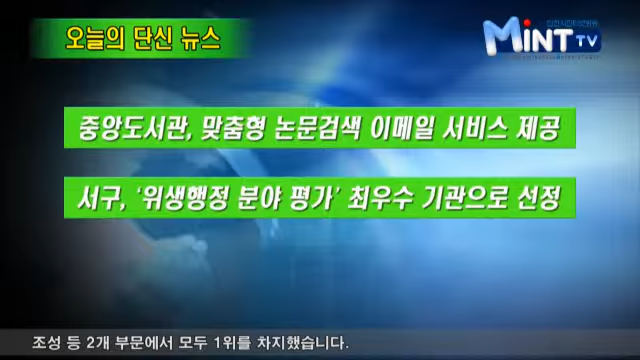 오늘의 단신 뉴스
MiNT TV
중앙도서관, 맞춤형 논문검색 이메일 서비스 제공
서구, ‘위생행정 분야 평가’ 최우수 기관으로 선정
조성 등 2개 부문에서 모두 1위를 차지했습니다.